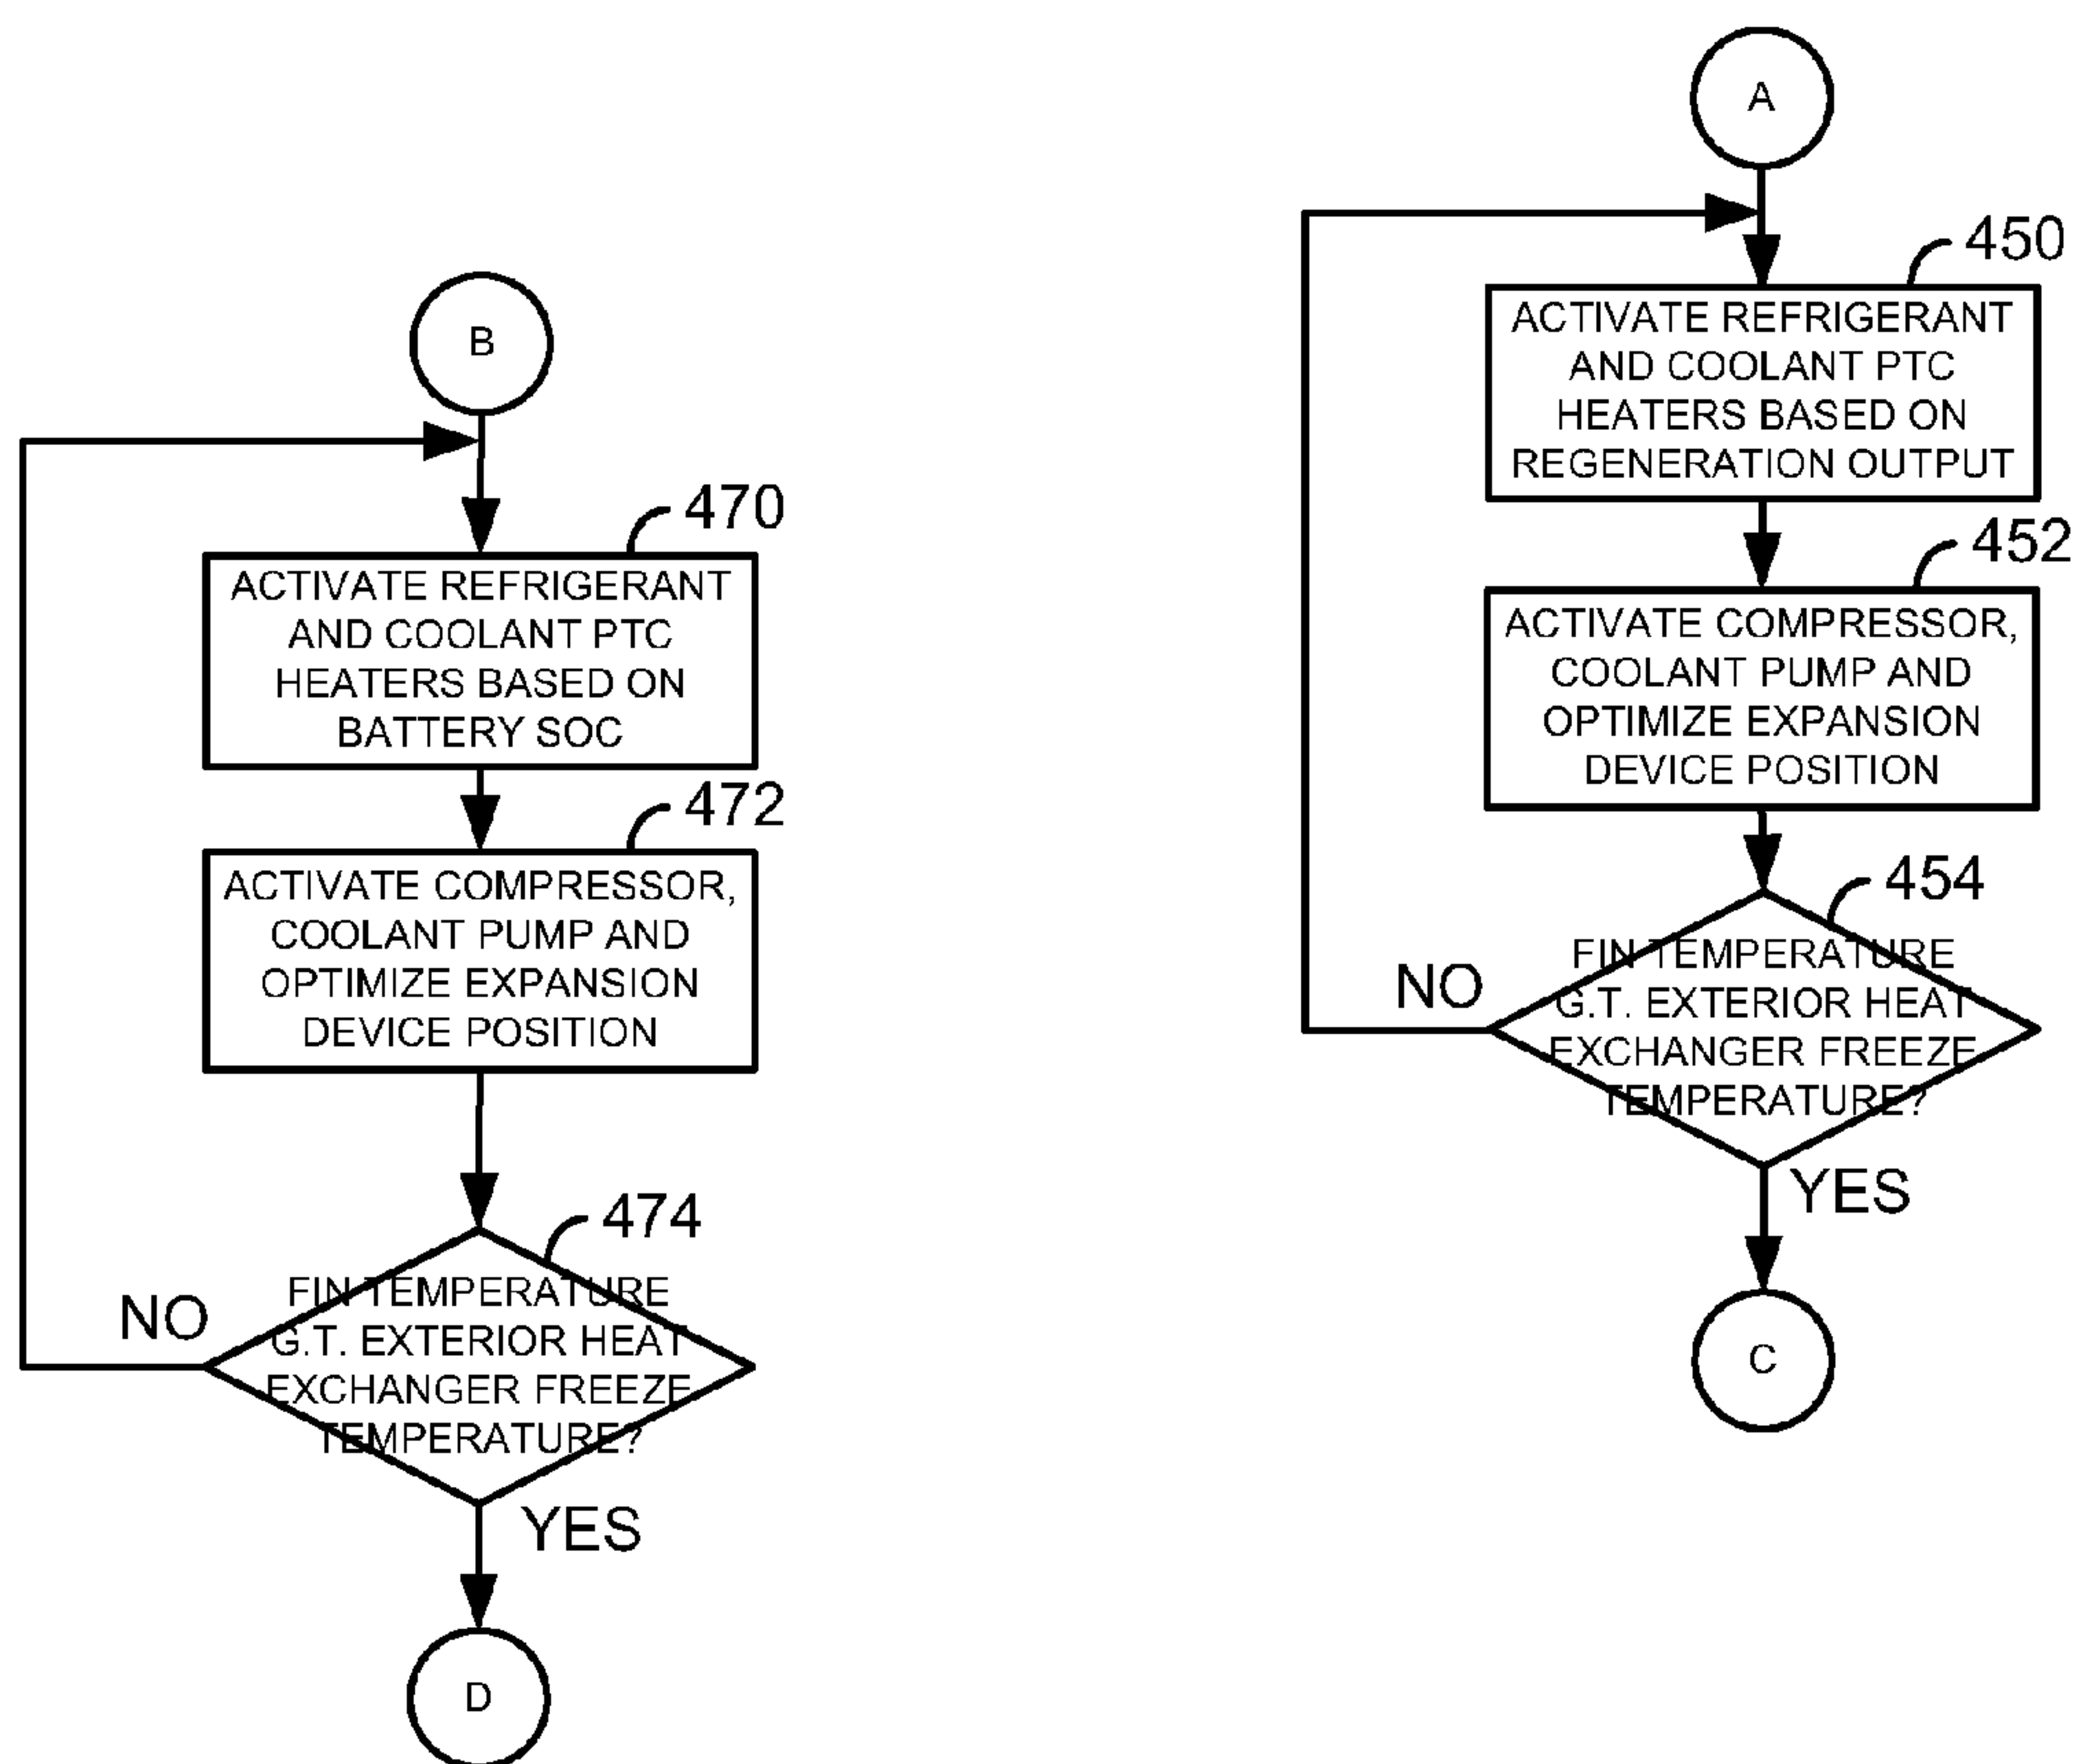 B
470
ACTIVATE REFRIGERANT
AND COOLANT PTC
HEATERS BASED ON
BATTERY SOC
472
ACTIVATE COMPRESSOR,
COOLANT PUMP AND
OPTIMIZE EXPANSION
DEVICE POSITION
474
FIN TEMPERATURE
G.T. EXTERIOR HEAT
EXCHANGER FREEZE
TEMPERATURE?
NO
YES
D
A
450
ACTIVATE REFRIGERANT
AND COOLANT PTC
HEATERS BASED ON
REGENERATION OUTPUT
452
ACTIVATE COMPRESSOR,
COOLANT PUMP AND
OPTIMIZE EXPANSION
DEVICE POSITION
454
FIN TEMPERATURE
G.T. EXTERIOR HEAT
EXCHANGER FREEZE
TEMPERATURE?
NO
YES
C